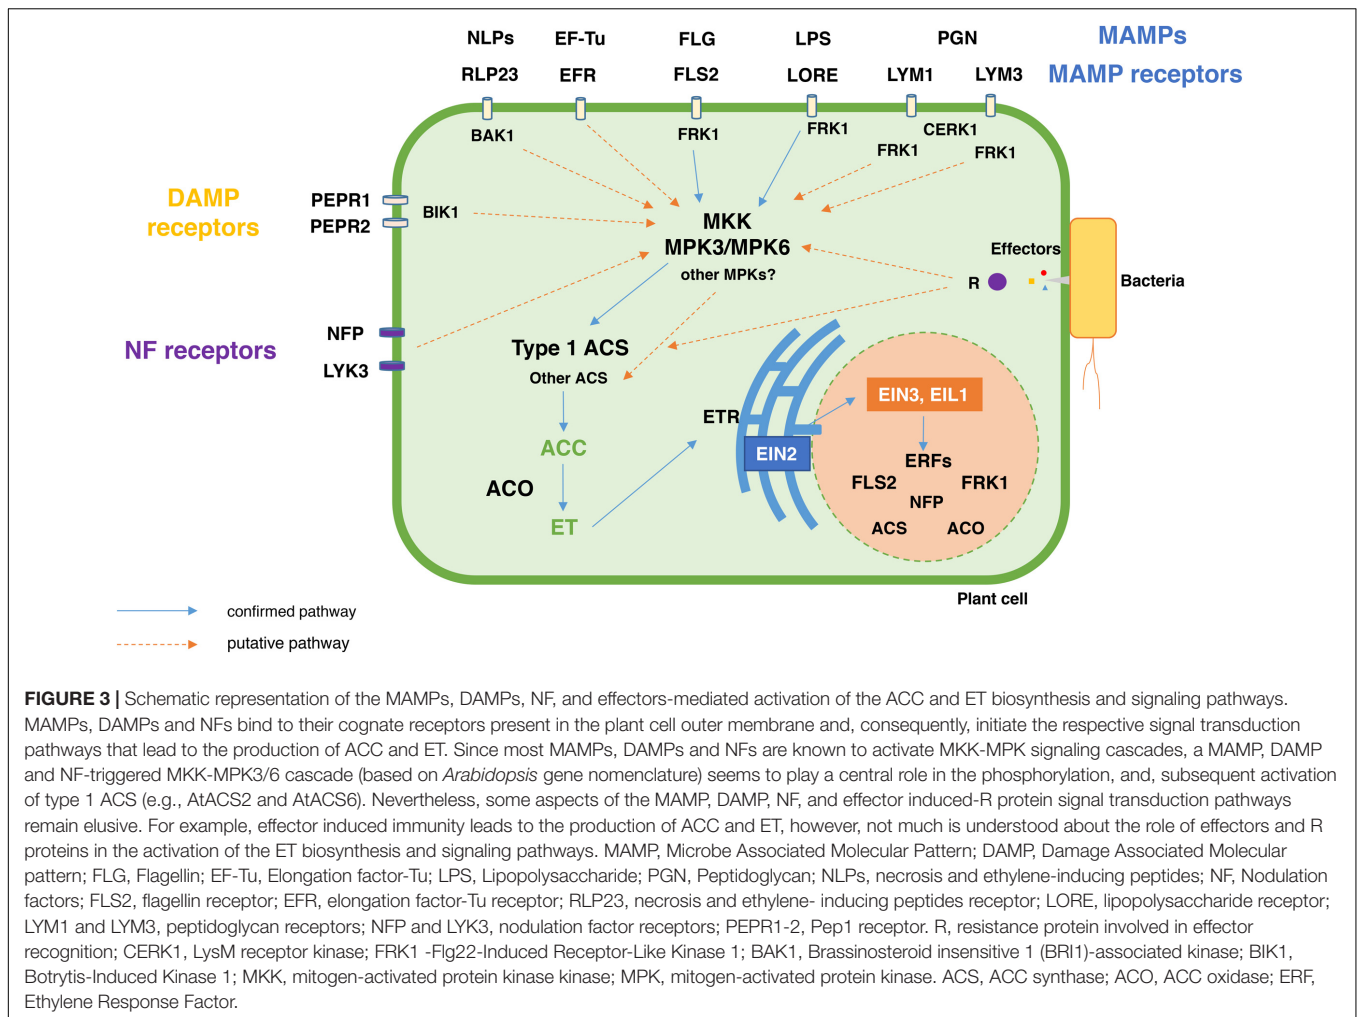 NLPs EF-Tu FLG LPS PGN MAMPs
RLP23 EFR FLS2 LORE LYM1 LYM3 MAMP receptors
BAK1 FRK1 FRK1 CERK1
FRK1 FRK1
DAMP
receptors
PEPR1
PEPR2
BIK1
MKK
MPK3/MPK6
other MPKs?
Effectors
R
Bacteria
NF receptors
NFP
LYK3
Type 1 ACS
Other ACS
ETR
EIN2
EIN3, EIL1
ERFs
FLS2 FRK1
NFP
ACS ACO
ACC
ACO
ET
Plant cell
confirmed pathway
putative pathway
FIGURE 3 | Schematic representation of the MAMPs, DAMPs, NF, and effectors-mediated activation of the ACC and ET biosynthesis and signaling pathways.
MAMPs, DAMPs and NFs bind to their cognate receptors present in the plant cell outer membrane and, consequently, initiate the respective signal transduction
pathways that lead to the production of ACC and ET. Since most MAMPs, DAMPs and NFs are known to activate MKK-MPK signaling cascades, a MAMP, DAMP
and NF-triggered MKK-MPK3/6 cascade (based on Arabidopsis gene nomenclature) seems to play a central role in the phosphorylation, and, subsequent activation
of type 1 ACS (e.g., AtACS2 and AtACS6). Nevertheless, some aspects of the MAMP, DAMP, NF, and effector induced-R protein signal transduction pathways
remain elusive. For example, effector induced immunity leads to the production of ACC and ET, however, not much is understood about the role of effectors and R
proteins in the activation of the ET biosynthesis and signaling pathways. MAMP, Microbe Associated Molecular Pattern; DAMP, Damage Associated Molecular
pattern; FLG, Flagellin; EF-Tu, Elongation factor-Tu; LPS, Lipopolysaccharide; PGN, Peptidoglycan; NLPs, necrosis and ethylene-inducing peptides; NF, Nodulation
factors; FLS2, flagellin receptor; EFR, elongation factor-Tu receptor; RLP23, necrosis and ethylene- inducing peptides receptor; LORE, lipopolysaccharide receptor;
LYM1 and LYM3, peptidoglycan receptors; NFP and LYK3, nodulation factor receptors; PEPR1-2, Pep1 receptor. R, resistance protein involved in effector
recognition; CERK1, LysM receptor kinase; FRK1 -Flg22-Induced Receptor-Like Kinase 1; BAK1, Brassinosteroid insensitive 1 (BRI1)-associated kinase; BIK1,
Botrytis-Induced Kinase 1; MKK, mitogen-activated protein kinase kinase; MPK, mitogen-activated protein kinase. ACS, ACC synthase; ACO, ACC oxidase; ERF,
Ethylene Response Factor.